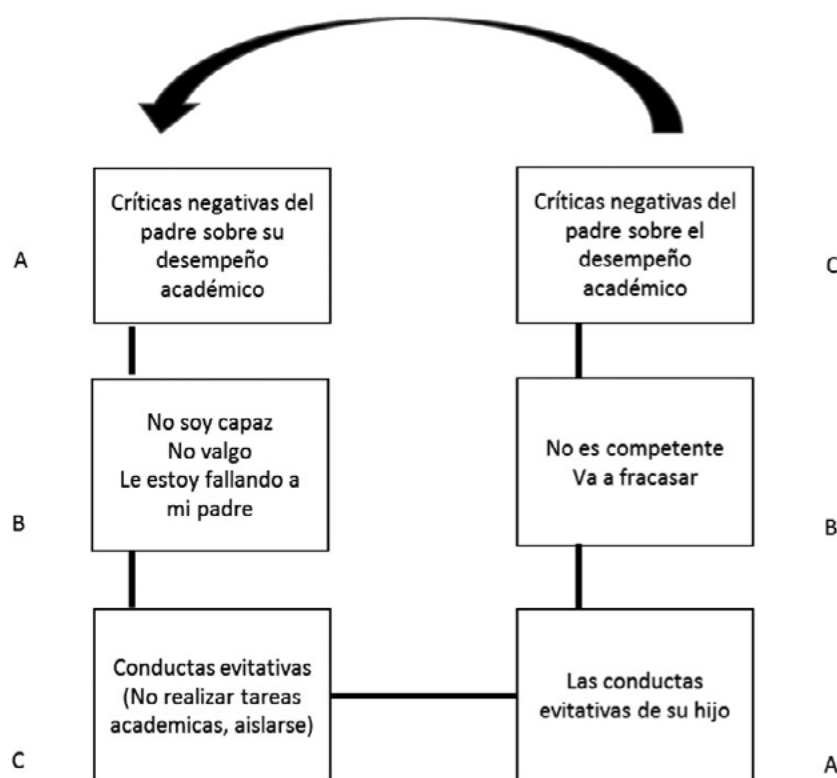 Críticas negativas del
padre sobre su
desempeño
académico
A
No soy capaz
No valgo
Le estoy fallando a
mi padre
B
Conductas evitativas
(No realizar tareas
academicas, aislarse)
C
Críticas negativas del
padre sobre el
desempeño
académico
C
No es competente
Va a fracasar
B
Las conductas
evitativas de su hijo
A